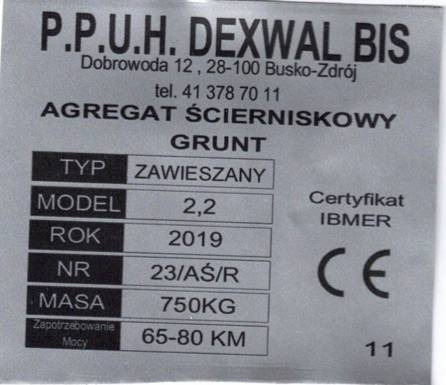 P.P.U.H. DEXWAL BIS
Dobrowoda 12 , 28-100 Busko-Zdrój
tel. 41 378 70 11
AGREGAT ŚCIERNISKOWY
GRUNT
TYP ZAWIESZANY
MODEL 2,2
ROK 2019
NR 23/AŚ/R
MASA 750KG
Zapotrzebowanie
Mocy 65-80 KM
Certyfikat
IBMER
CE
11